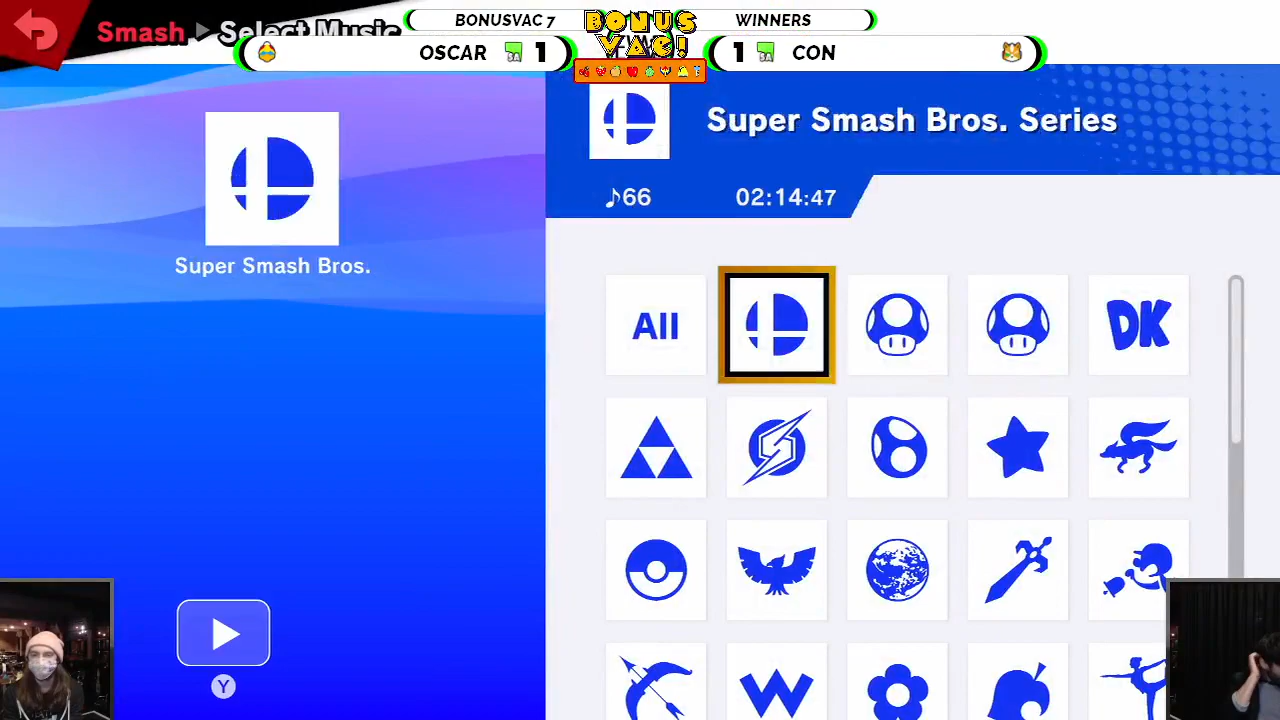 Smash ▶ Select Music
BONUSVAC 7
BONUS VAC!
WINNERS
OSCAR 1
1 CON
Super Smash Bros. Series
♪66 02:14:47
Super Smash Bros.
All
DK
Y